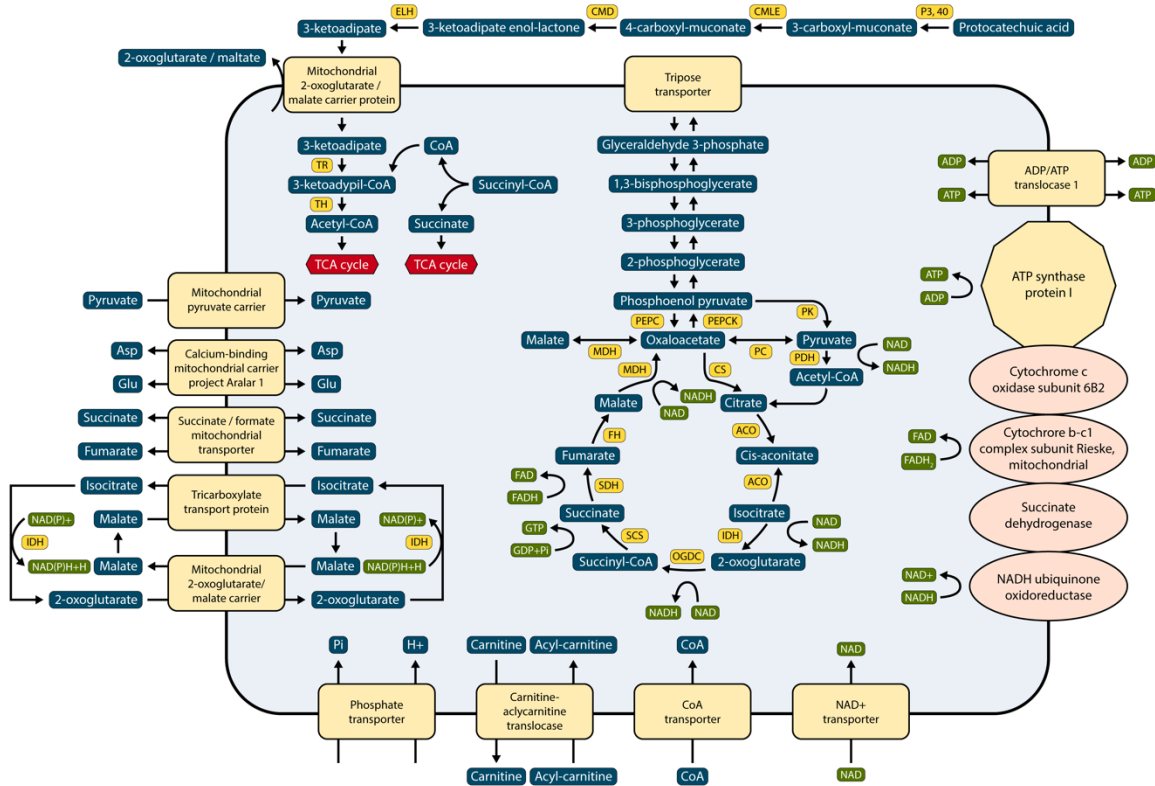 ELH
CMD
CMLE
P3, 40
3-ketoadipate
3-ketoadipate enol-lactone
4-carboxyl-muconate
3-carboxyl-muconate
Protocatechuic acid
2-oxoglutarate / maltate
Mitochondrial
2-oxoglutarate /
malate carrier protein
Tripose
transporter
3-ketoadipate
CoA
TR
3-ketoadypil-CoA
Succinyl-CoA
TH
Acetyl-CoA
Succinate
TCA cycle
TCA cycle
Glyceraldehyde 3-phosphate
1,3-bisphosphoglycerate
3-phosphoglycerate
2-phosphoglycerate
Phosphoenol pyruvate
PEPC
PEPCK
PK
Malate
Oxaloacetate
Pyruvate
MDH
PC
PDH
NAD
NADH
MDH
CS
Acetyl-CoA
Malate
NADH
NAD
Citrate
FH
ACO
Fumarate
Cis-aconitate
FAD
FADH
SDH
ACO
Succinate
Isocitrate
GTP
GDP+Pi
SCS
IDH
NAD
NADH
Succinyl-CoA
OGDC
2-oxoglutarate
NADH
NAD
ADP
ATP
ADP/ATP
translocase 1
ADP
ATP
ATP
ADP
ATP synthase
protein I
Cytochrome c
oxidase subunit 6B2
FAD
FADH2
Cytochrore b-c1
complex subunit Rieske,
mitochondrial
Succinate
dehydrogenase
NAD+
NADH
NADH ubiquinone
oxidoreductase
Pyruvate
Mitochondrial
pyruvate carrier
Pyruvate
Asp
Glu
Calcium-binding
mitochondrial carrier
project Aralar 1
Asp
Glu
Succinate
Fumarate
Succinate / formate
mitochondrial
transporter
Succinate
Fumarate
Isocitrate
Tricarboxylate
transport protein
Isocitrate
NAD(P)+
Malate
Malate
NAD(P)+
IDH
IDH
NAD(P)H+H
Malate
Mitochondrial
2-oxoglutarate/
malate carrier
Malate
NAD(P)H+H
2-oxoglutarate
2-oxoglutarate
Pi
H+
Carnitine
Acyl-carnitine
CoA
NAD
Phosphate
transporter
Carnitine-
aclycarnitine
translocase
CoA
transporter
NAD+
transporter
Carnitine
Acyl-carnitine
CoA
NAD